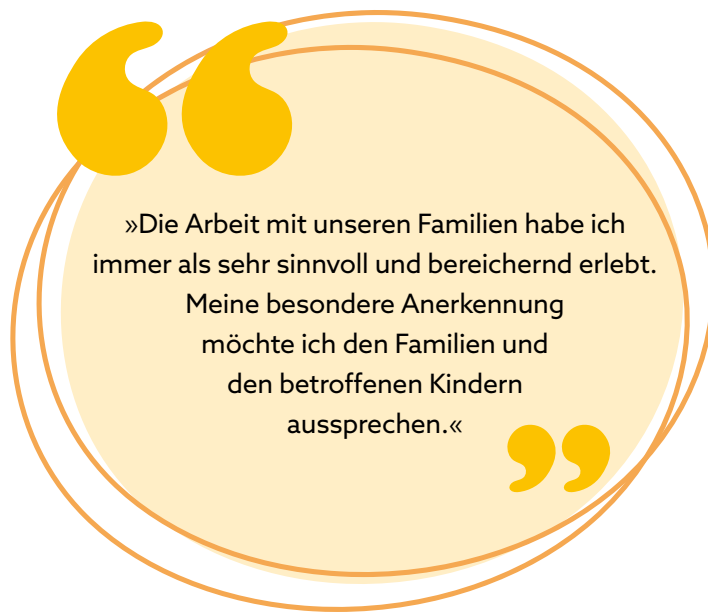 »Die Arbeit mit unseren Familien habe ich
immer als sehr sinnvoll und bereichernd erlebt.
Meine besondere Anerkennung
möchte ich den Familien und
den betroffenen Kindern
aussprechen.«